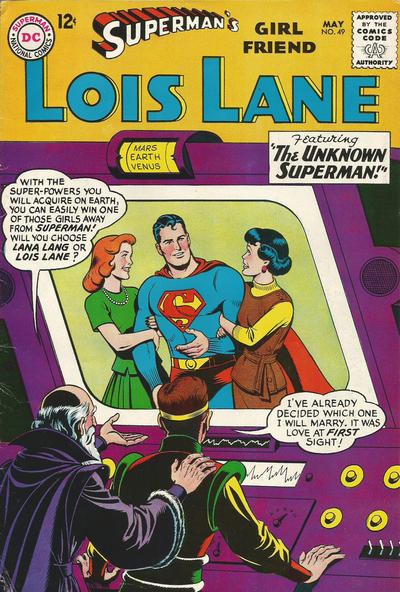 SUPERMAN
DC
NATIONAL COMICS
12¢
SUPERMAN'S
GIRL
FRIEND
MAY
NO. 49
APPROVED
BY THE
COMICS
CODE
CA
AUTHORITY
LOIS LANE
Featuring
"The UNKNOWN
SUPERMAN!"
MARS
EARTH
VENUS
WITH THE
SUPER-POWERS YOU
WILL ACQUIRE ON EARTH,
YOU CAN EASILY WIN ONE
OF THOSE GIRLS AWAY
FROM SUPERMAN!
WILL YOU CHOOSE
LANA LANG OR
LOIS LANE?
S
I'VE ALREADY
DECIDED WHICH ONE
I WILL MARRY. IT WAS
LOVE AT FIRST
SIGHT!